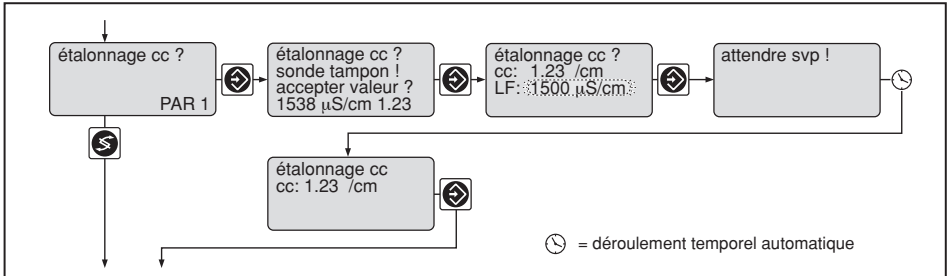 étalonnage cc ?
PAR 1
étalonnage cc ?
sonde tampon !
accepter valeur ?
1538 µS/cm 1.23
étalonnage cc ?
cc: 1.23 /cm
LF: 1500 µS/cm
attendre svp !
étalonnage cc
cc: 1.23 /cm
= déroulement temporel automatique